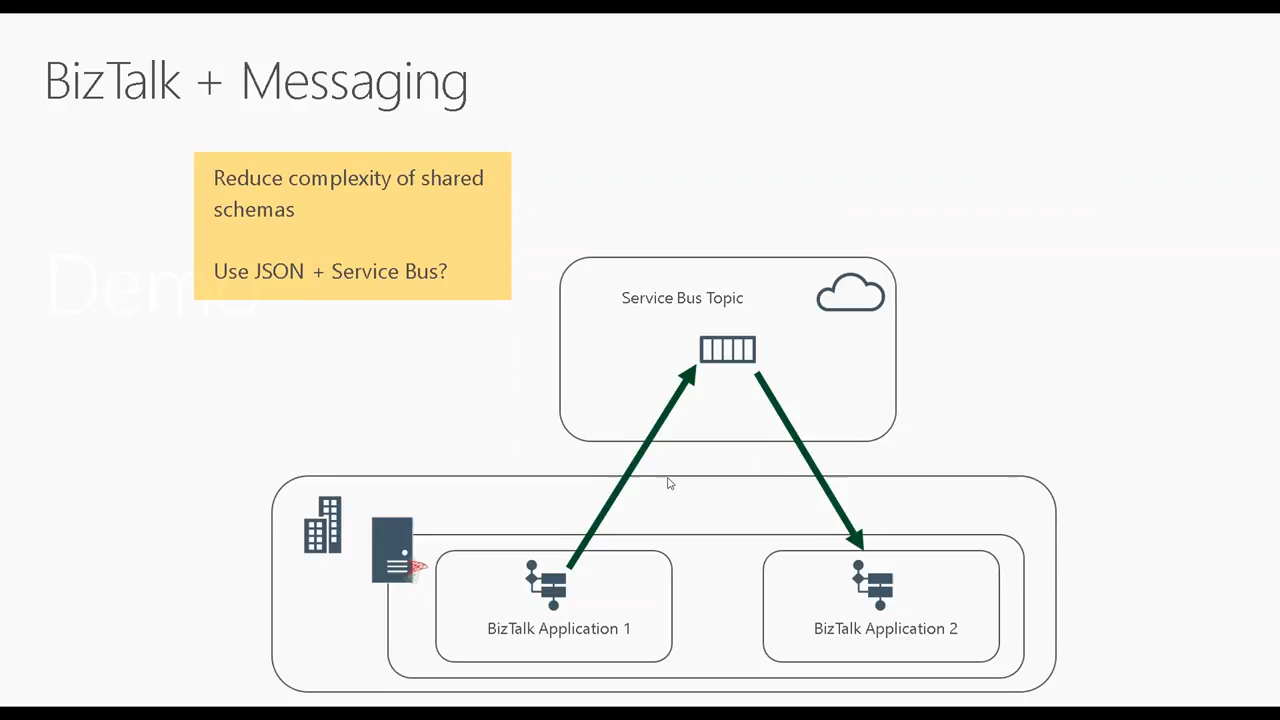 BizTalk + Messaging
Reduce complexity of shared
schemas
Use JSON + Service Bus?
Demo
Service Bus Topic
BizTalk Application 1
BizTalk Application 2